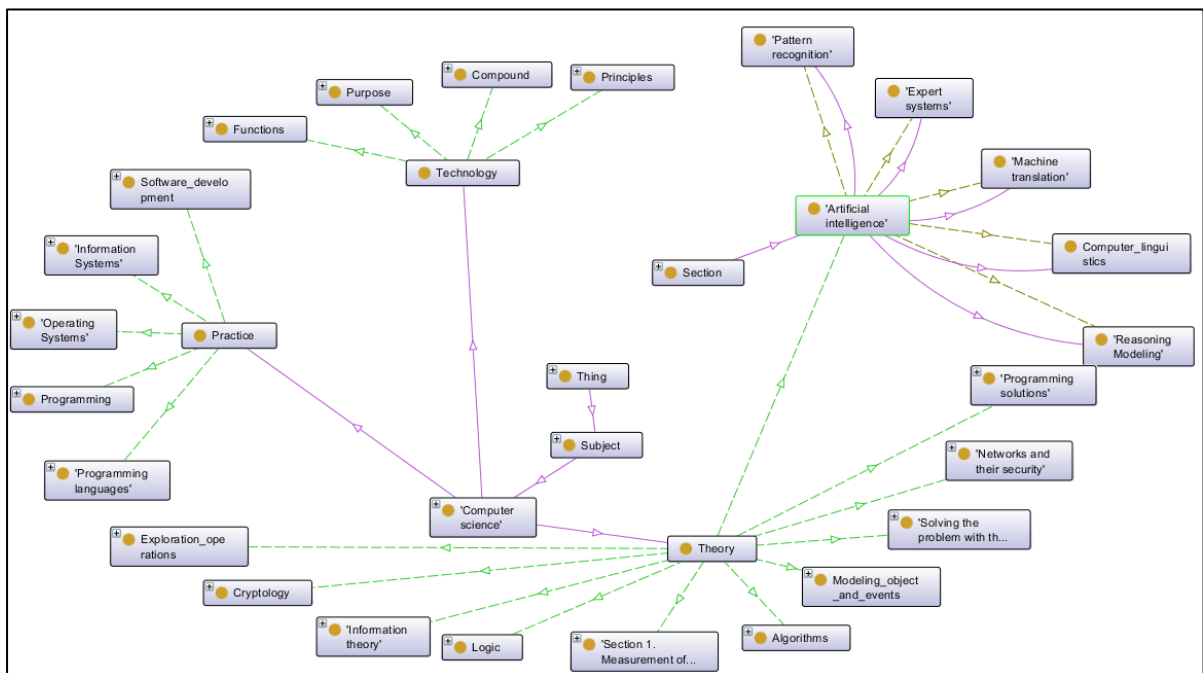 'Pattern
recognition'
Compound
Principles
Purpose
'Expert
systems'
Functions
Technology
'Machine
translation'
Software_develo
pment
'Artificial
intelligence'
'Information
Systems'
Computer_lingui
stics
Section
'Operating
Systems'
Practice
'Reasoning
Modeling'
Thing
'Programming
solutions'
Programming
Subject
'Networks and
their security'
'Programming
languages'
'Computer
science'
'Solving the
problem with th...
Exploration_ope
rations
Theory
Modeling_object
_and_events
Cryptology
'Information
theory'
Logic
'Section 1.
Measurement of...
Algorithms